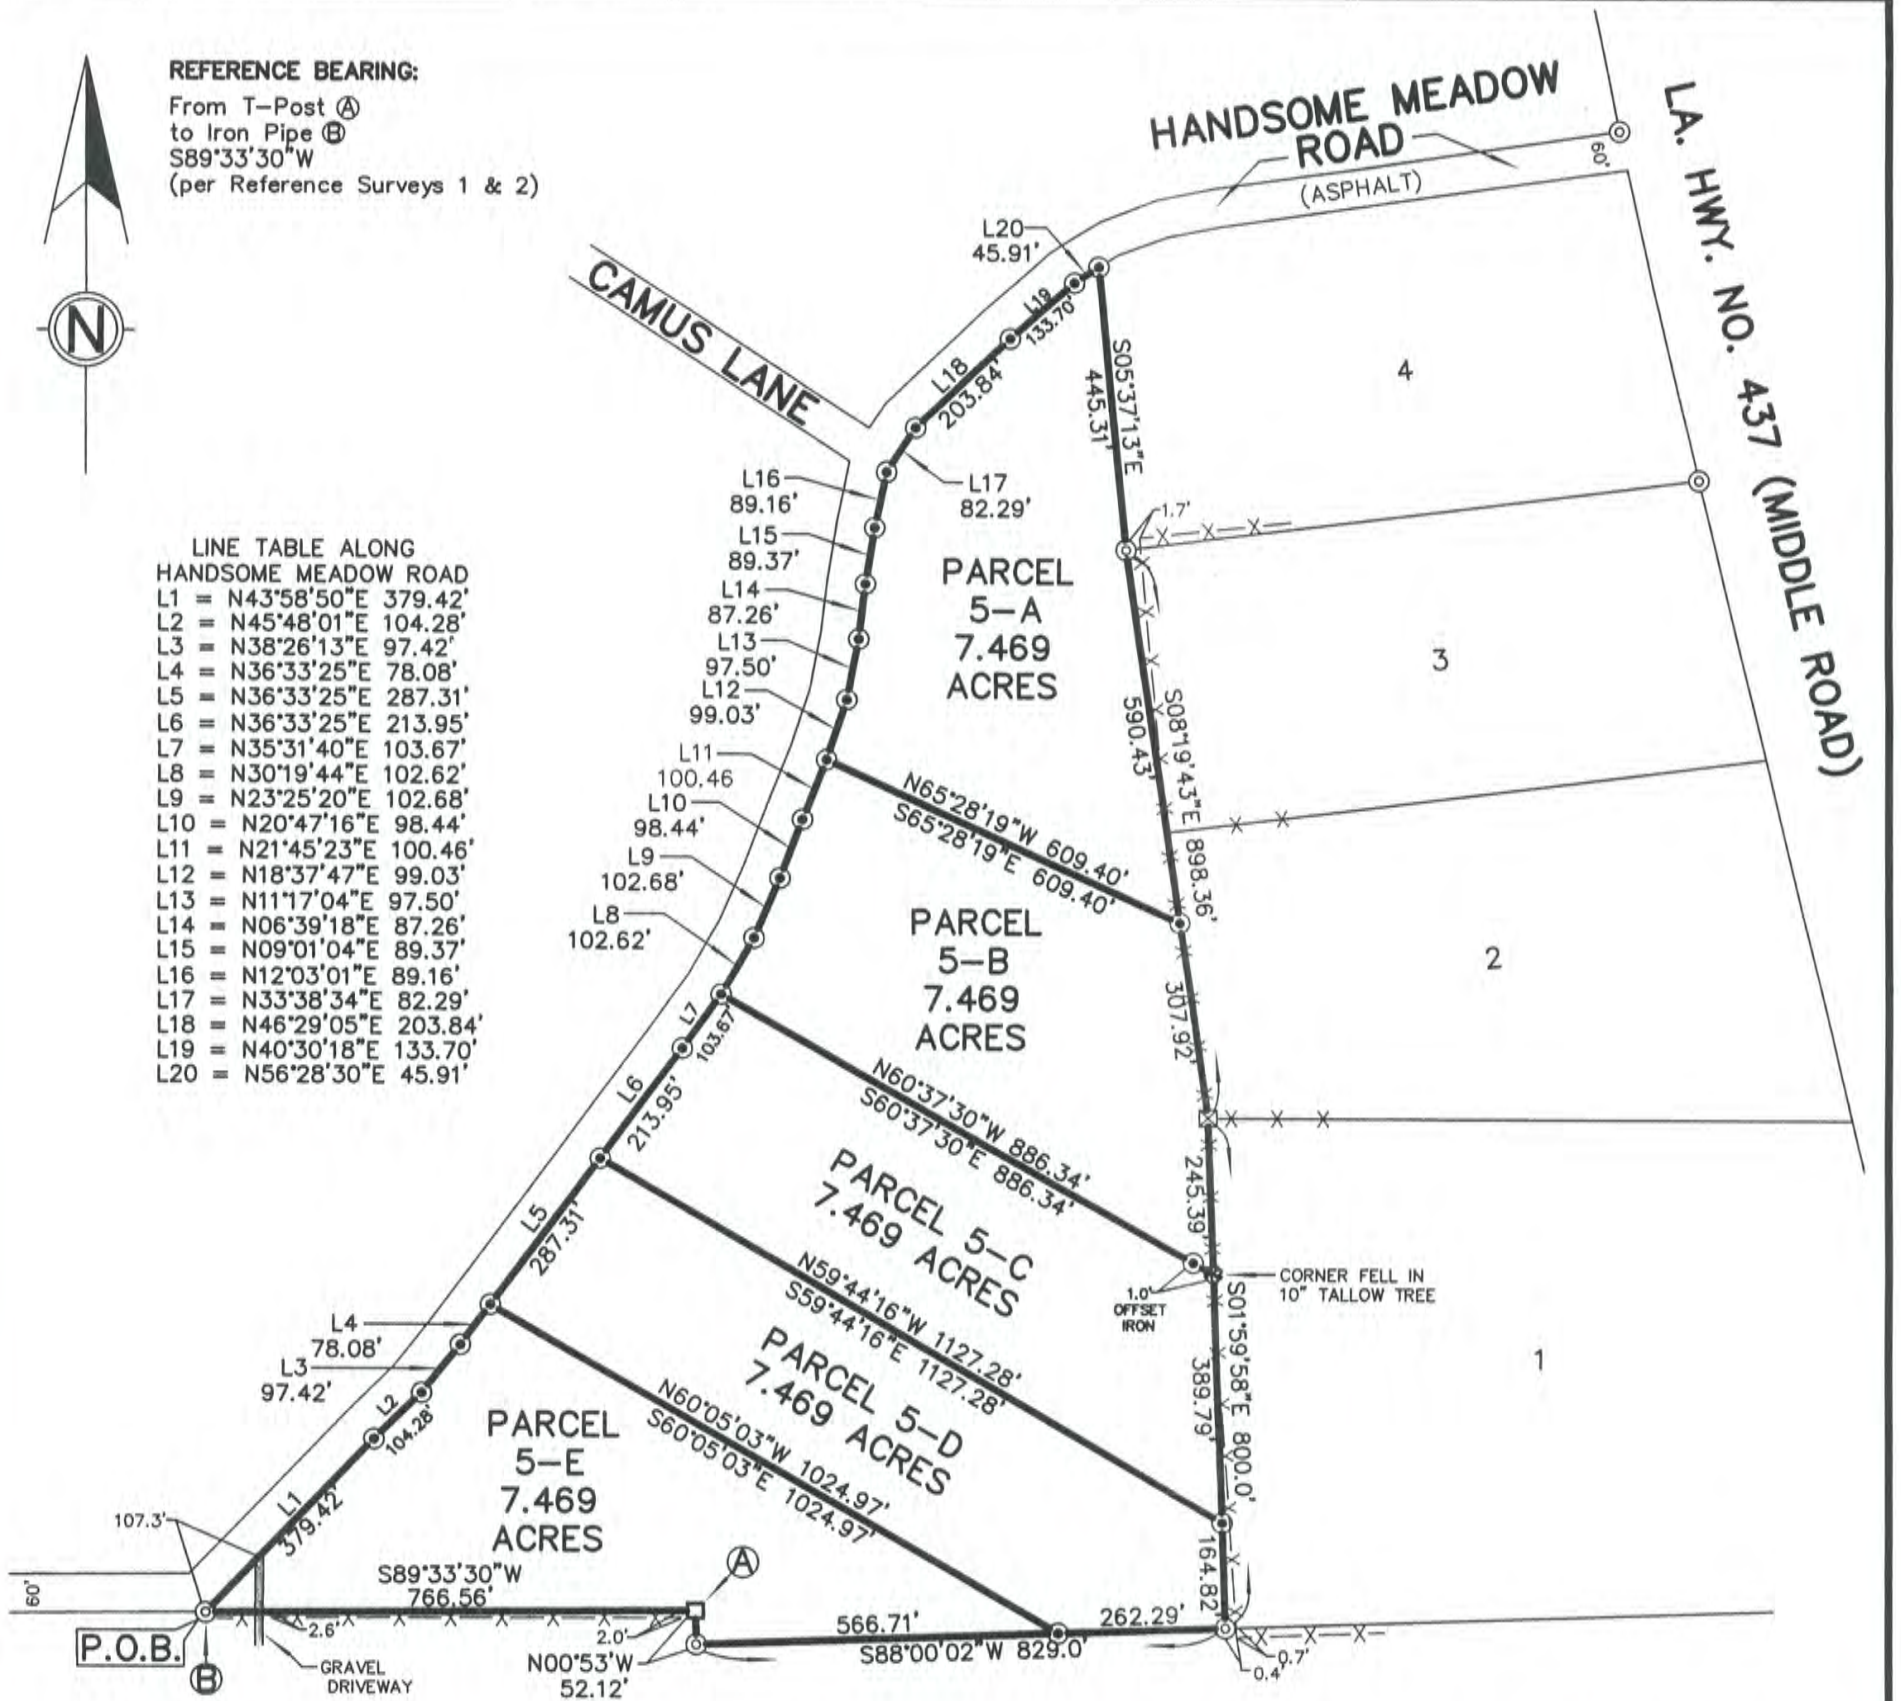 REFERENCE BEARING:
From T-Post Ⓐ
to Iron Pipe Ⓑ
S89°33'30"W
(per Reference Surveys 1 & 2)
N
HANDSOME MEADOW
ROAD
(ASPHALT)
60'
LA. HWY. NO. 437 (MIDDLE ROAD)
CAMUS LANE
L20
45.91'
L19
133.70'
L18
203.84'
L17
82.29'
L16
89.16'
L15
89.37'
L14
87.26'
L13
97.50'
L12
99.03'
L11
100.46
L10
98.44'
L9
102.68'
L8
102.62'
L7
103.67'
L6
213.95'
L5
287.31'
L4
78.08'
L3
97.42'
L2
104.28'
L1
379.42'
LINE TABLE ALONG
HANDSOME MEADOW ROAD
L1 = N43°58'50"E 379.42'
L2 = N45°48'01"E 104.28'
L3 = N38°26'13"E 97.42'
L4 = N36°33'25"E 78.08'
L5 = N36°33'25"E 287.31'
L6 = N36°33'25"E 213.95'
L7 = N35°31'40"E 103.67'
L8 = N30°19'44"E 102.62'
L9 = N23°25'20"E 102.68'
L10 = N20°47'16"E 98.44'
L11 = N21°45'23"E 100.46'
L12 = N18°37'47"E 99.03'
L13 = N11°17'04"E 97.50'
L14 = N06°39'18"E 87.26'
L15 = N09°01'04"E 89.37'
L16 = N12°03'01"E 89.16'
L17 = N33°38'34"E 82.29'
L18 = N46°29'05"E 203.84'
L19 = N40°30'18"E 133.70'
L20 = N56°28'30"E 45.91'
S05°37'13"E
445.31'
4
1.7'
PARCEL
5-A
7.469
ACRES
3
S08°19'43"E 898.36'
590.43'
N65°28'19"W 609.40'
S65°28'19"E 609.40'
PARCEL
5-B
7.469
ACRES
2
307.92'
N60°37'30"W 886.34'
S60°37'30"E 886.34'
245.39'
PARCEL 5-C
7.469 ACRES
1.0'
OFFSET
IRON
CORNER FELL IN
10" TALLOW TREE
S01°59'58"E 800.0'
389.79'
1
N59°44'16"W 1127.28'
S59°44'16"E 1127.28'
PARCEL 5-D
7.469 ACRES
N60°05'03"W 1024.97'
S60°05'03"E 1024.97'
164.82'
PARCEL
5-E
7.469
ACRES
107.3'
60'
S89°33'30"W
766.56'
A
2.6'
2.0'
566.71'
262.29'
S88°00'02"W 829.0'
0.7'
0.4'
P.O.B.
B
GRAVEL
DRIVEWAY
N00°53'W
52.12'